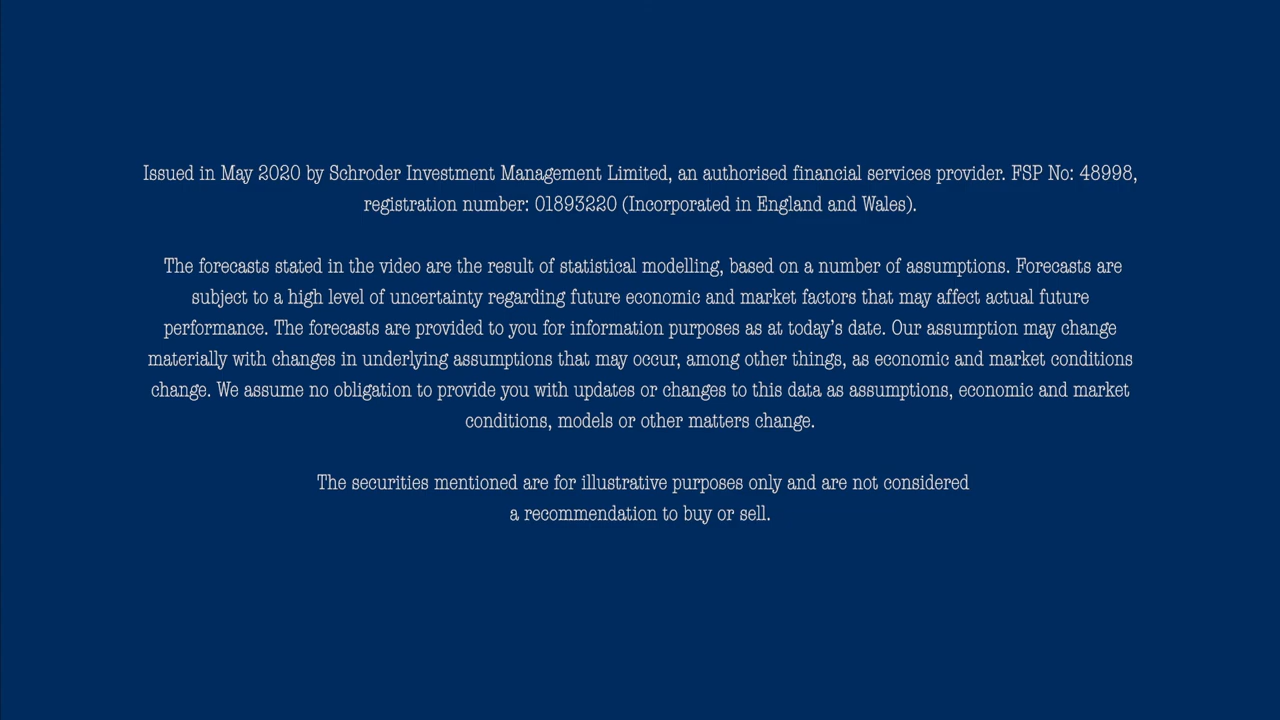 Issued in May 2020 by Schroder Investment Management Limited, an authorised financial services provider. FSP No: 48998,
registration number: 01893220 (Incorporated in England and Wales).
The forecasts stated in the video are the result of statistical modelling, based on a number of assumptions. Forecasts are
subject to a high level of uncertainty regarding future economic and market factors that may affect actual future
performance. The forecasts are provided to you for information purposes as at today’s date. Our assumption may change
materially with changes in underlying assumptions that may occur, among other things, as economic and market conditions
change. We assume no obligation to provide you with updates or changes to this data as assumptions, economic and market
conditions, models or other matters change.
The securities mentioned are for illustrative purposes only and are not considered
a recommendation to buy or sell.